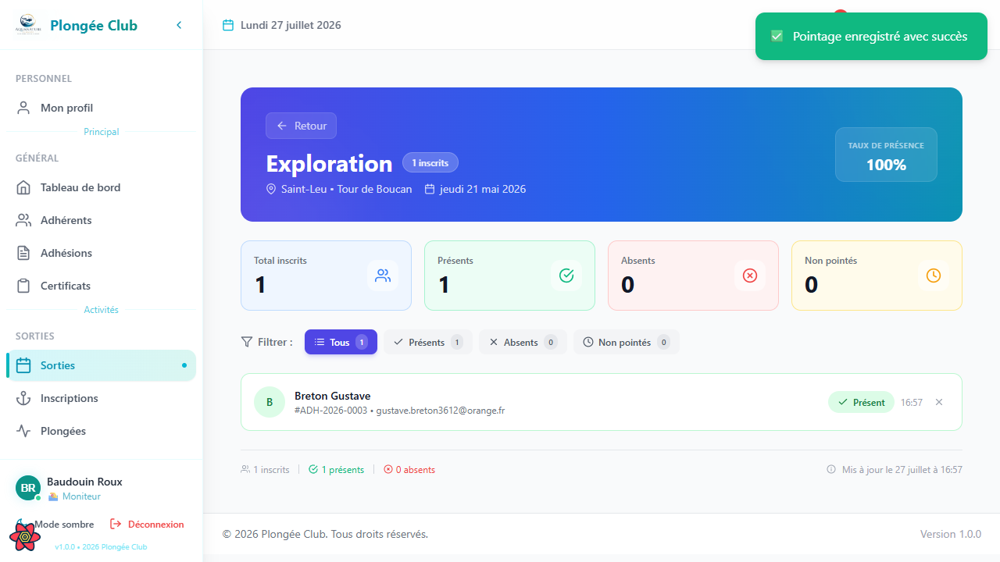 Plongée Club
PERSONNEL
Mon profil
Principal
GÉNÉRAL
Tableau de bord
Adhérents
Adhésions
Certificats
Activités
SORTIES
Sorties
Inscriptions
Plongées
BR
Baudouin Roux
Moniteur
Mode sombre
Déconnexion
v1.0.0 • 2026 Plongée Club
Lundi 27 juillet 2026
Pointage enregistré avec succès
Retour
Exploration
1 inscrits
Saint-Leu • Tour de Boucan
jeudi 21 mai 2026
TAUX DE PRÉSENCE
100%
Total inscrits
1
Présents
1
Absents
0
Non pointés
0
Filtrer :
Tous 1
Présents 1
Absents 0
Non pointés 0
B
Breton Gustave
#ADH-2026-0003 • gustave.breton3612@orange.fr
Présent
16:57
1 inscrits
1 présents
0 absents
Mis à jour le 27 juillet à 16:57
© 2026 Plongée Club. Tous droits réservés.
Version 1.0.0